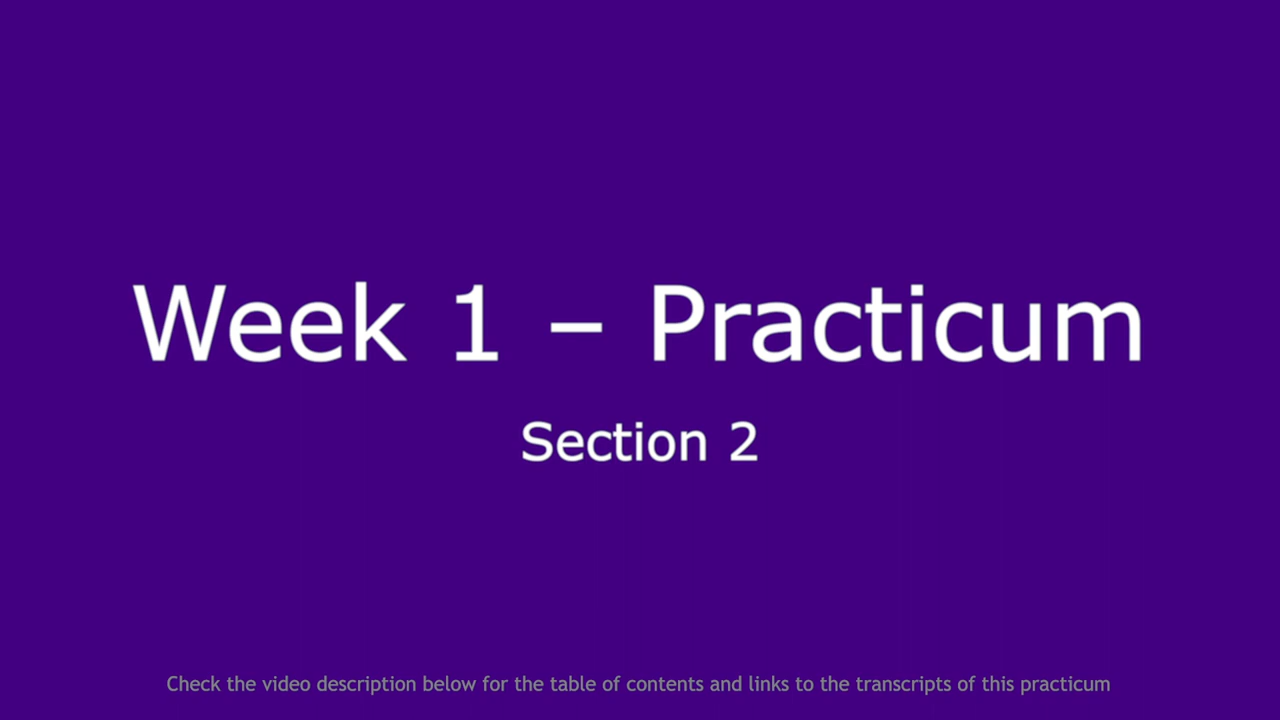 Week 1 – Practicum
Section 2
Check the video description below for the table of contents and links to the transcripts of this practicum